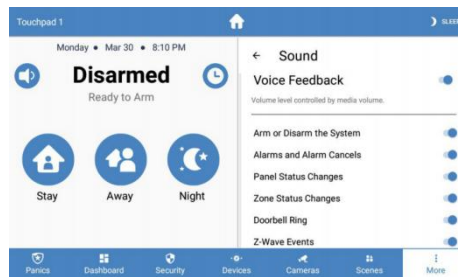 Touchpad 1
SLEEP
Monday • Mar 30 • 8:10 PM
Disarmed
Ready to Arm
Stay
Away
Night
← Sound
Voice Feedback
Volume level controlled by media volume.
Arm or Disarm the System
Alarms and Alarm Cancels
Panel Status Changes
Zone Status Changes
Doorbell Ring
Z-Wave Events
Panics
Dashboard
Security
Devices
Cameras
Scenes
More